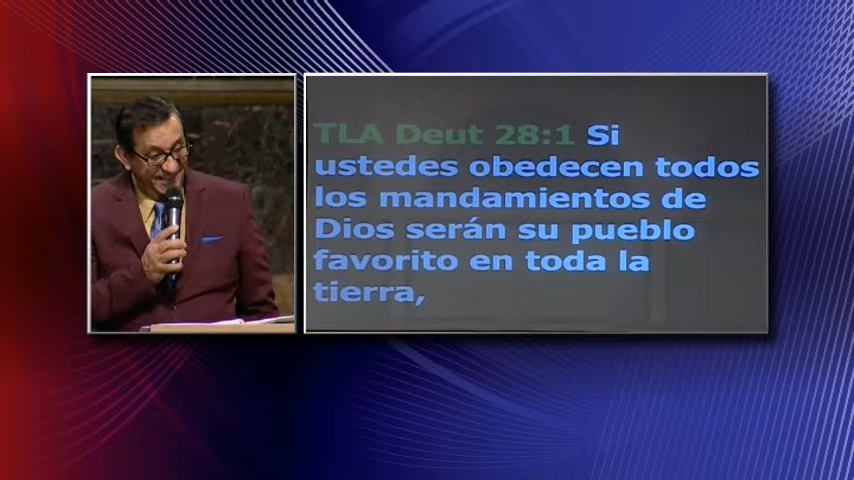 TLA Deut 28:1 Si
ustedes obedecen todos
los mandamientos de
Dios serán su pueblo
favorito en toda la
tierra,